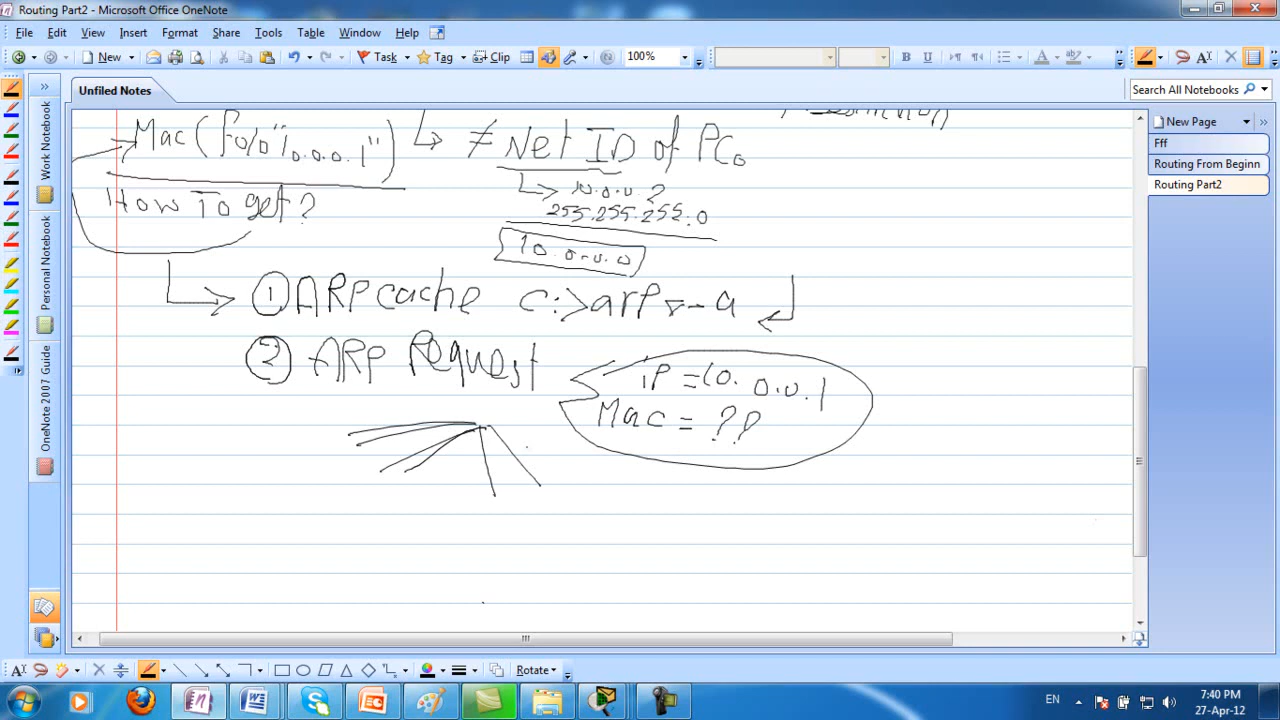 Routing Part2 - Microsoft Office OneNote
File Edit View Insert Format Share Tools Table Window Help
New Task Tag Clip 100% B U
Unfiled Notes
Search All Notebooks
New Page
Fff
Routing From Beginn
Routing Part2
Work Notebook
Personal Notebook
OneNote 2007 Guide
Mac ( f0/0 "10.0.0.1" ) ≠ Net ID of PC0
How To get?
10.0.0.2
255.255.255.0
10.0.0.0
① ARP cache c:>arp -a
② ARP Request
iP = 10.0.0.1
Mac = ??
Rotate
EN
7:40 PM
27-Apr-12